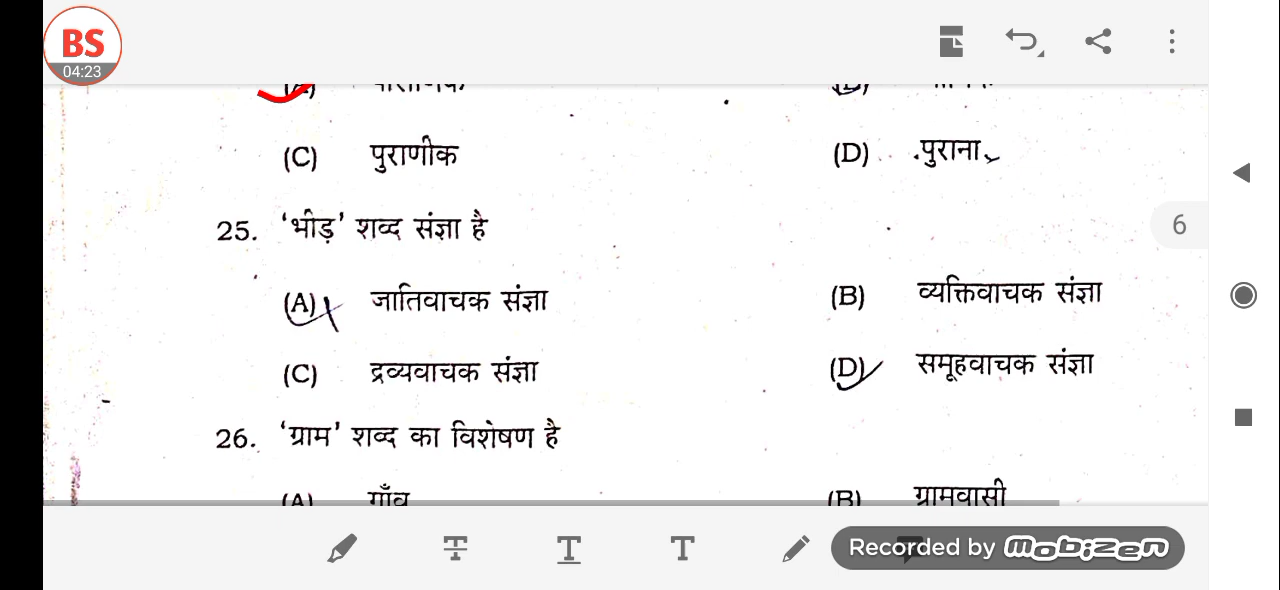 BS
04:23
(C) पुराणीक
(D) पुराना
6
25. 'भीड़' शब्द संज्ञा है
(A) जातिवाचक संज्ञा
(B) व्यक्तिवाचक संज्ञा
(C) द्रव्यवाचक संज्ञा
(D) समूहवाचक संज्ञा
26. 'ग्राम' शब्द का विशेषण है
(A) गाँव
(B) ग्रामवासी
T T T
Recorded by Mobizen